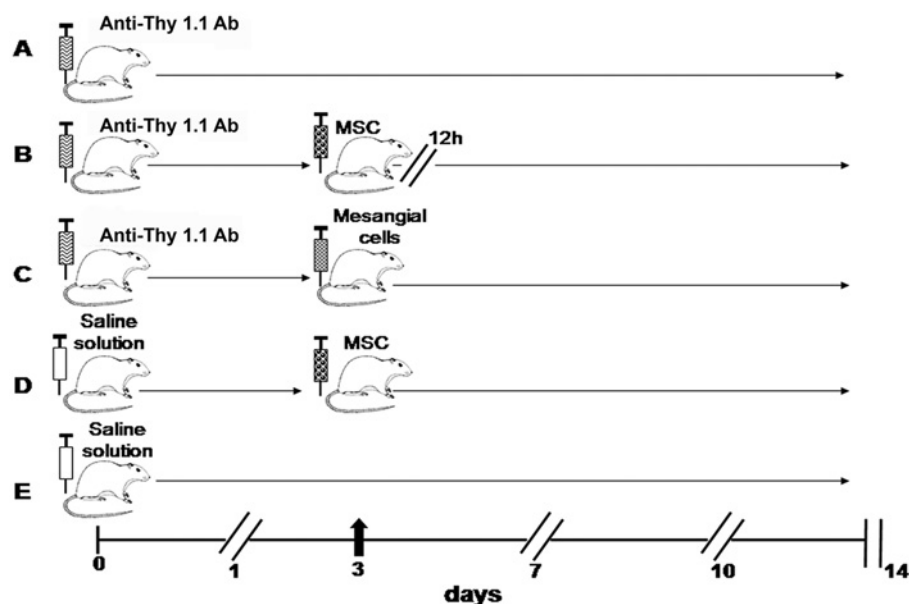 A
Anti-Thy 1.1 Ab
B
Anti-Thy 1.1 Ab
MSC
12h
C
Anti-Thy 1.1 Ab
Mesangial
cells
D
Saline
solution
MSC
E
Saline
solution
0
1
3
7
10
14
days